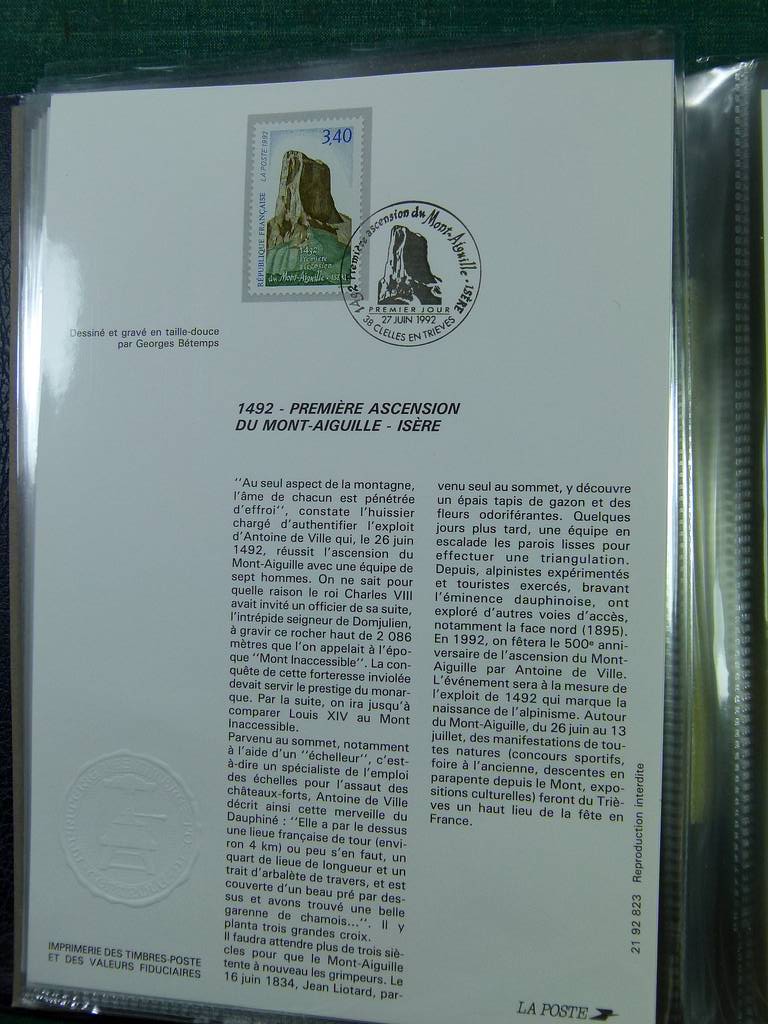 3,40
LA POSTE 1992
RÉPUBLIQUE FRANÇAISE
1492
Première
ascension
du Mont-Aiguille - ISÈRE
1492 Première ascension du Mont-Aiguille - ISÈRE
PREMIER JOUR
27 JUIN 1992
38 CLELLES EN TRIEVES
Dessiné et gravé en taille-douce
par Georges Bétemps
1492 - PREMIÈRE ASCENSION
DU MONT-AIGUILLE - ISÈRE
''Au seul aspect de la montagne,
l'âme de chacun est pénétrée
d'effroi'', constate l'huissier
chargé d'authentifier l'exploit
d'Antoine de Ville qui, le 26 juin
1492, réussit l'ascension du
Mont-Aiguille avec une équipe de
sept hommes. On ne sait pour
quelle raison le roi Charles VIII
avait invité un officier de sa suite,
l'intrépide seigneur de Domjulien,
à gravir ce rocher haut de 2 086
mètres que l'on appelait à l'épo-
que ''Mont Inaccessible''. La con-
quête de cette forteresse inviolée
devait servir le prestige du monar-
que. Par la suite, on ira jusqu'à
comparer Louis XIV au Mont
Inaccessible.
Parvenu au sommet, notamment
à l'aide d'un ''échelleur'', c'est-
à-dire un spécialiste de l'emploi
des échelles pour l'assaut des
châteaux-forts, Antoine de Ville
décrit ainsi cette merveille du
Dauphiné : ''Elle a par le dessus
une lieue française de tour (envi-
ron 4 km) ou peu s'en faut, un
quart de lieue de longueur et un
trait d'arbalète de travers, et est
couverte d'un beau pré par des-
sus et avons trouvé une belle
garenne de chamois...''. Il y
planta trois grandes croix.
Il faudra attendre plus de trois siè-
cles pour que le Mont-Aiguille
tente à nouveau les grimpeurs. Le
16 juin 1834, Jean Liotard, par-
venu seul au sommet, y découvre
un épais tapis de gazon et des
fleurs odoriférantes. Quelques
jours plus tard, une équipe en
escalade les parois lisses pour
effectuer une triangulation.
Depuis, alpinistes expérimentés
et touristes exercés, bravant
l'éminence dauphinoise, ont
exploré d'autres voies d'accès,
notamment la face nord (1895).
En 1992, on fêtera le 500e anni-
versaire de l'ascension du Mont-
Aiguille par Antoine de Ville.
L'événement sera à la mesure de
l'exploit de 1492 qui marque la
naissance de l'alpinisme. Autour
du Mont-Aiguille, du 26 juin au 13
juillet, des manifestations de tou-
tes natures (concours sportifs,
foire à l'ancienne, descentes en
parapente depuis le Mont, expo-
sitions culturelles) feront du Triè-
ves un haut lieu de la fête en
France.
21 92 823 Reproduction interdite
IMPRIMERIE DES TIMBRES-POSTE
ET DES VALEURS FIDUCIAIRES
LA POSTE